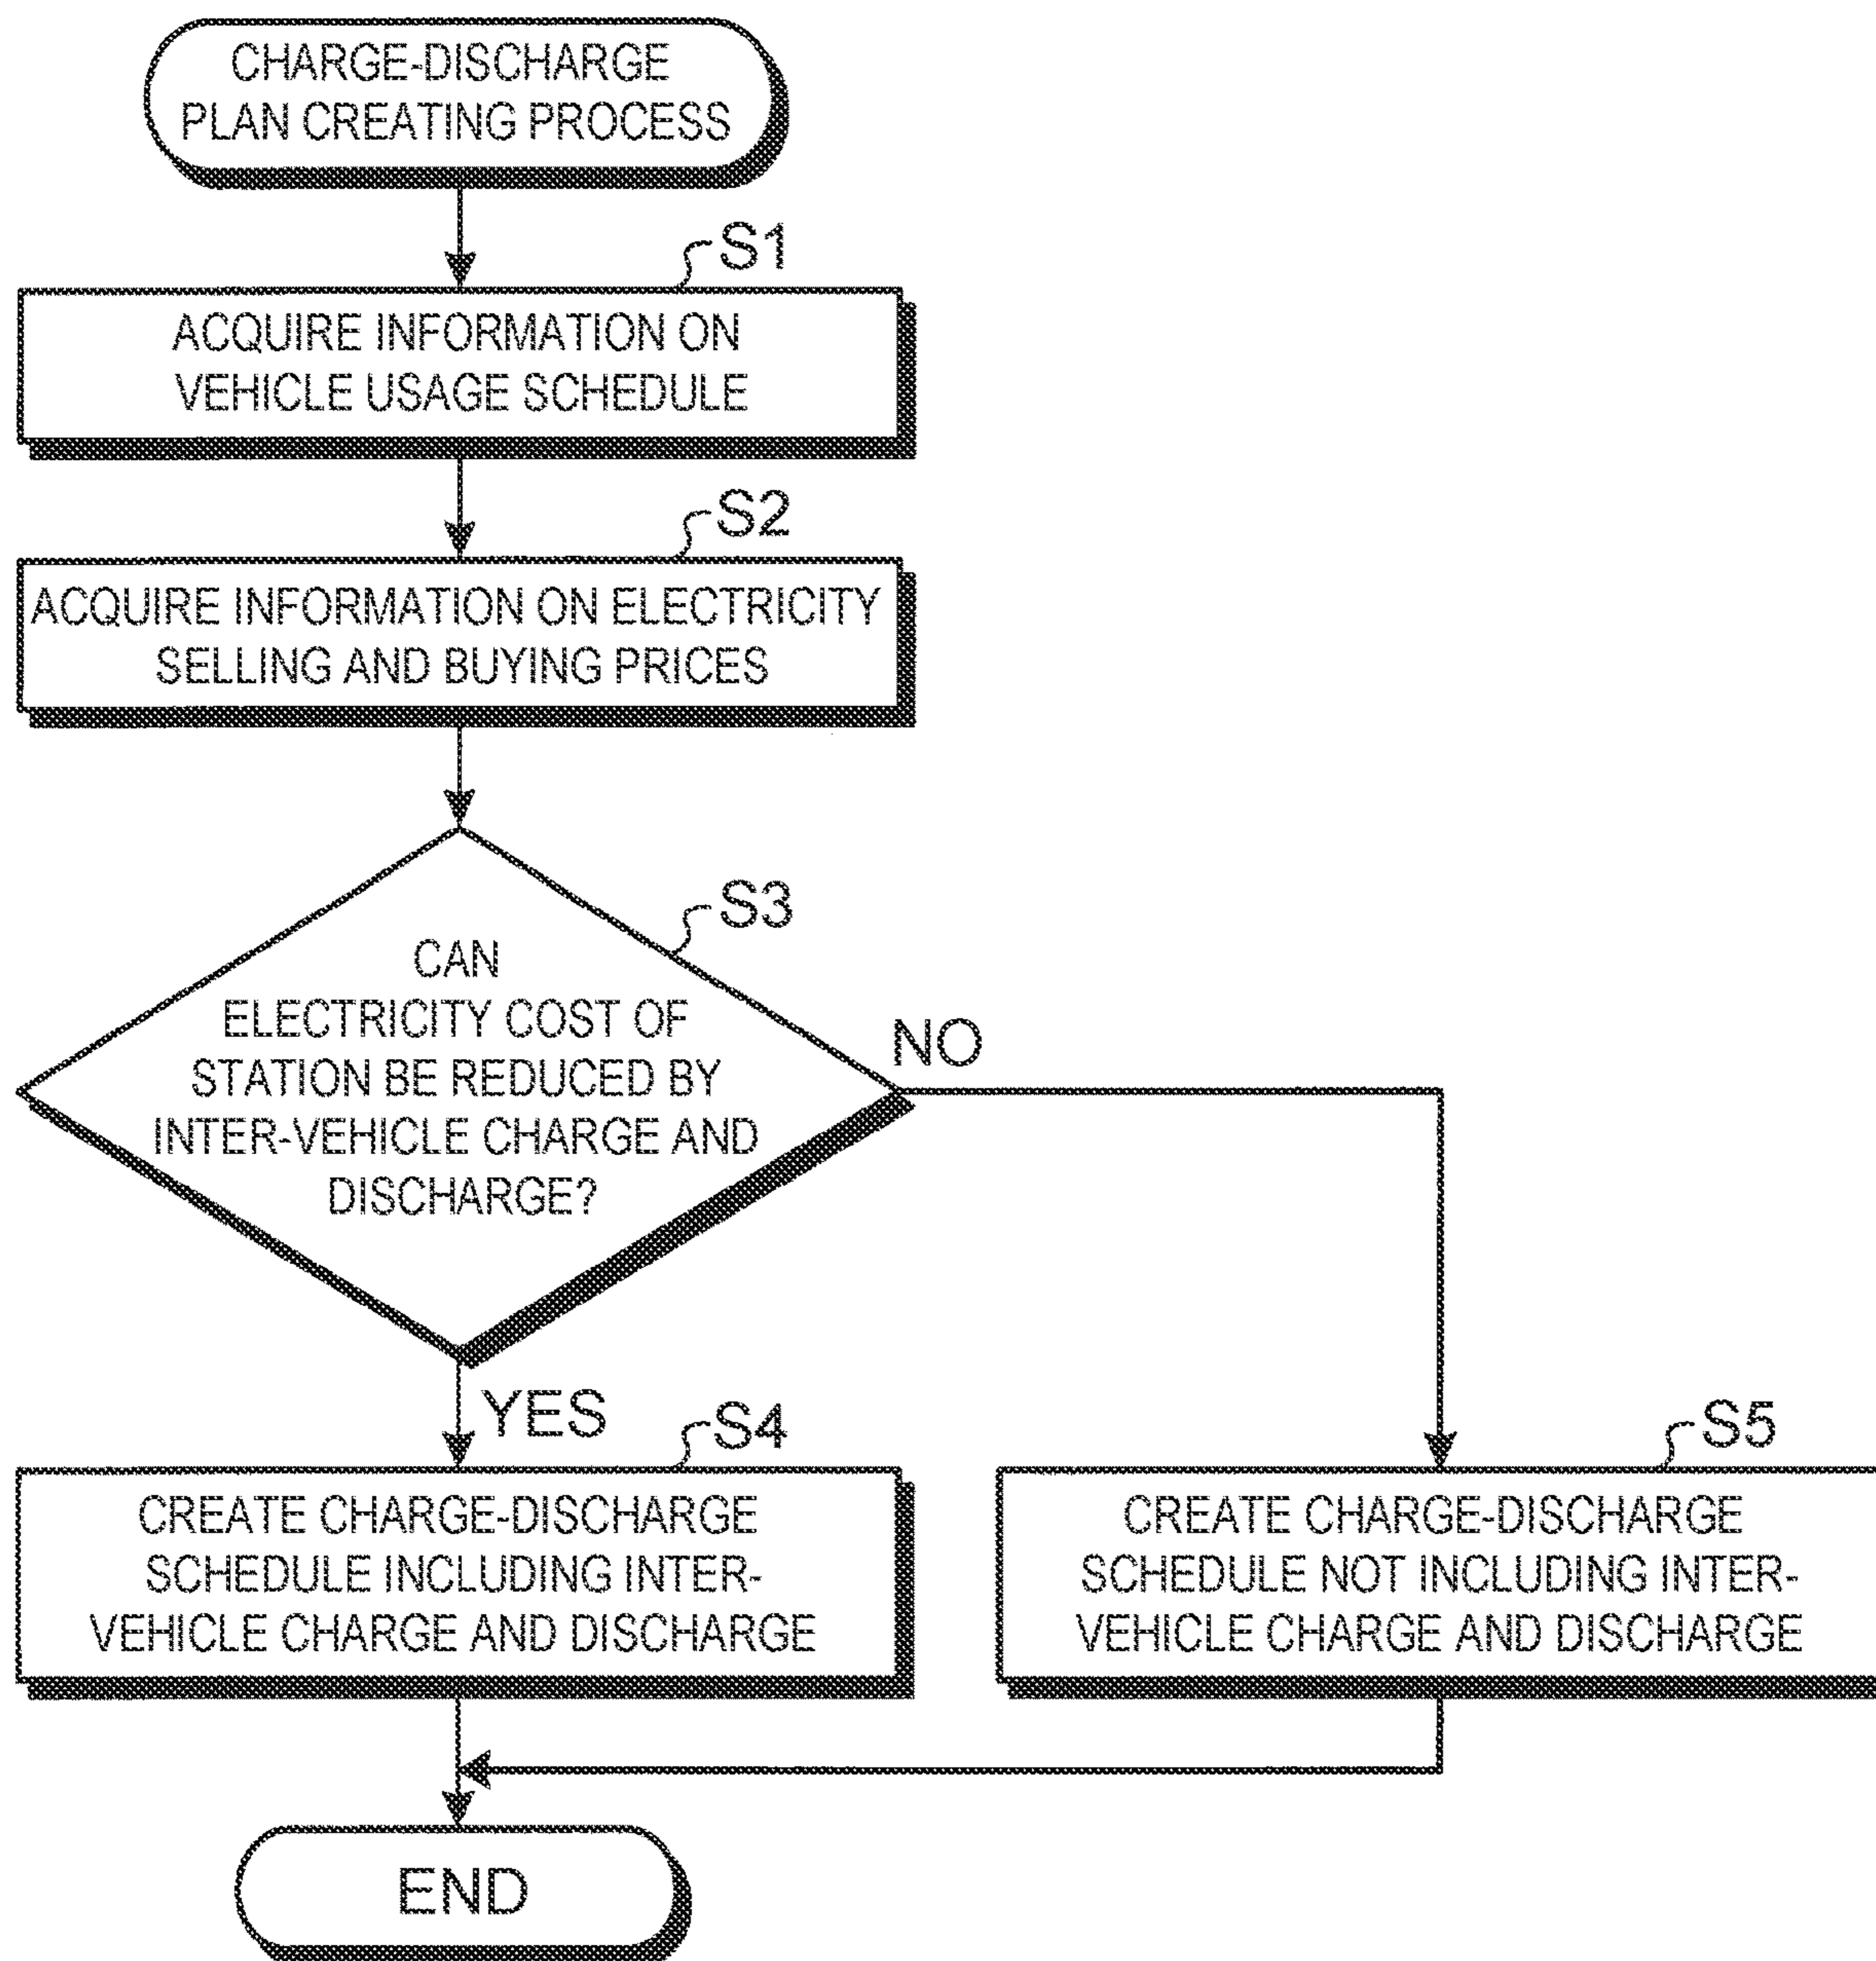 CHARGE-DISCHARGE
PLAN CREATING PROCESS
S1
ACQUIRE INFORMATION ON
VEHICLE USAGE SCHEDULE
S2
ACQUIRE INFORMATION ON ELECTRICITY
SELLING AND BUYING PRICES
S3
CAN
ELECTRICITY COST OF
STATION BE REDUCED BY
INTER-VEHICLE CHARGE AND
DISCHARGE?
NO
YES
S4
CREATE CHARGE-DISCHARGE
SCHEDULE INCLUDING INTER-
VEHICLE CHARGE AND DISCHARGE
S5
CREATE CHARGE-DISCHARGE
SCHEDULE NOT INCLUDING INTER-
VEHICLE CHARGE AND DISCHARGE
END